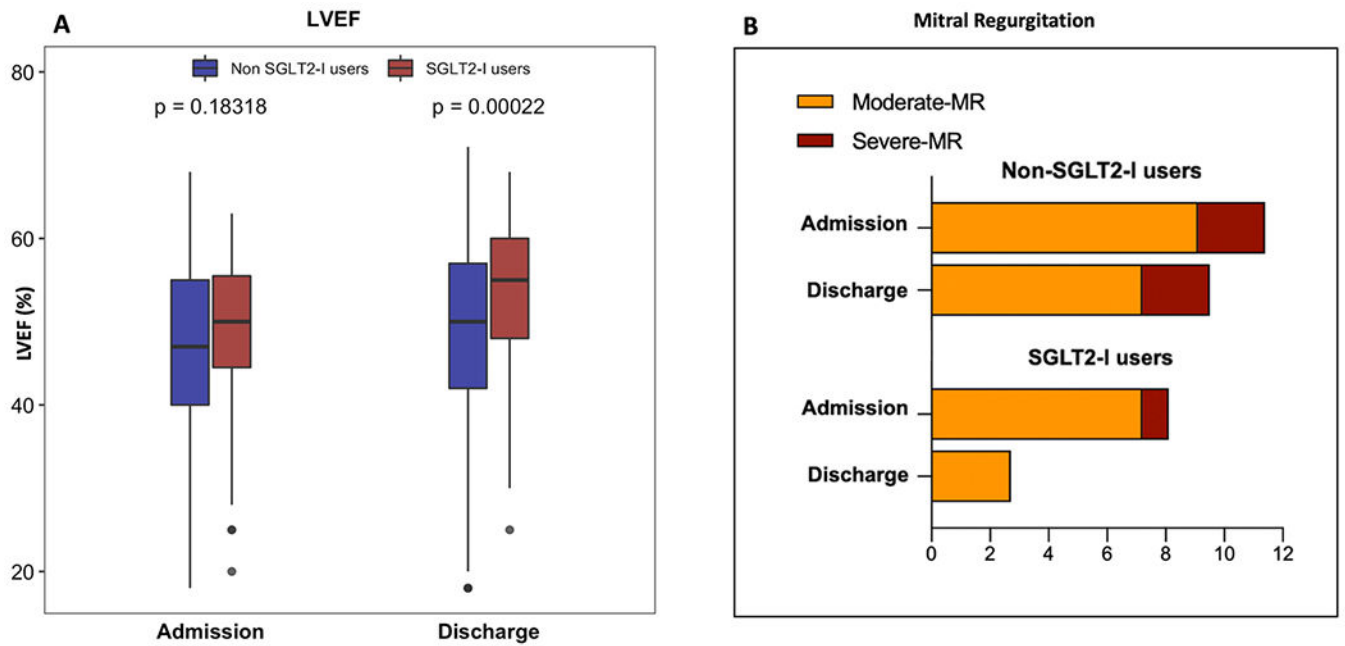 A
LVEF
Non SGLT2-I users
SGLT2-I users
p = 0.18318
p = 0.00022
80
60
40
20
LVEF (%)
Admission
Discharge
B
Mitral Regurgitation
Moderate-MR
Severe-MR
Non-SGLT2-I users
Admission
Discharge
SGLT2-I users
Admission
Discharge
0 2 4 6 8 10 12